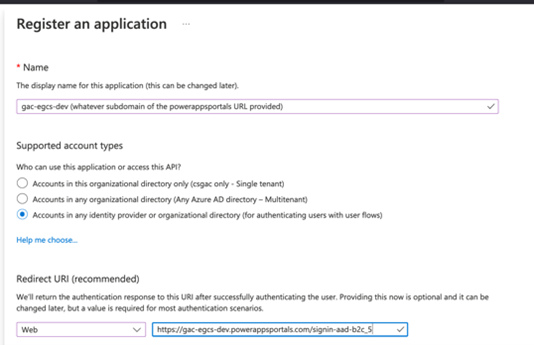 Register an application ...
* Name
The display name for this application (this can be changed later).
gac-egcs-dev (whatever subdomain of the powerappsportals URL provided)
Supported account types
Who can use this application or access this API?
Accounts in this organizational directory only (csgac only - Single tenant)
Accounts in any organizational directory (Any Azure AD directory – Multitenant)
Accounts in any identity provider or organizational directory (for authenticating users with user flows)
Help me choose...
Redirect URI (recommended)
We'll return the authentication response to this URI after successfully authenticating the user. Providing this now is optional and it can be
changed later, but a value is required for most authentication scenarios.
Web https://gac-egcs-dev.powerappsportals.com/signin-aad-b2c_5